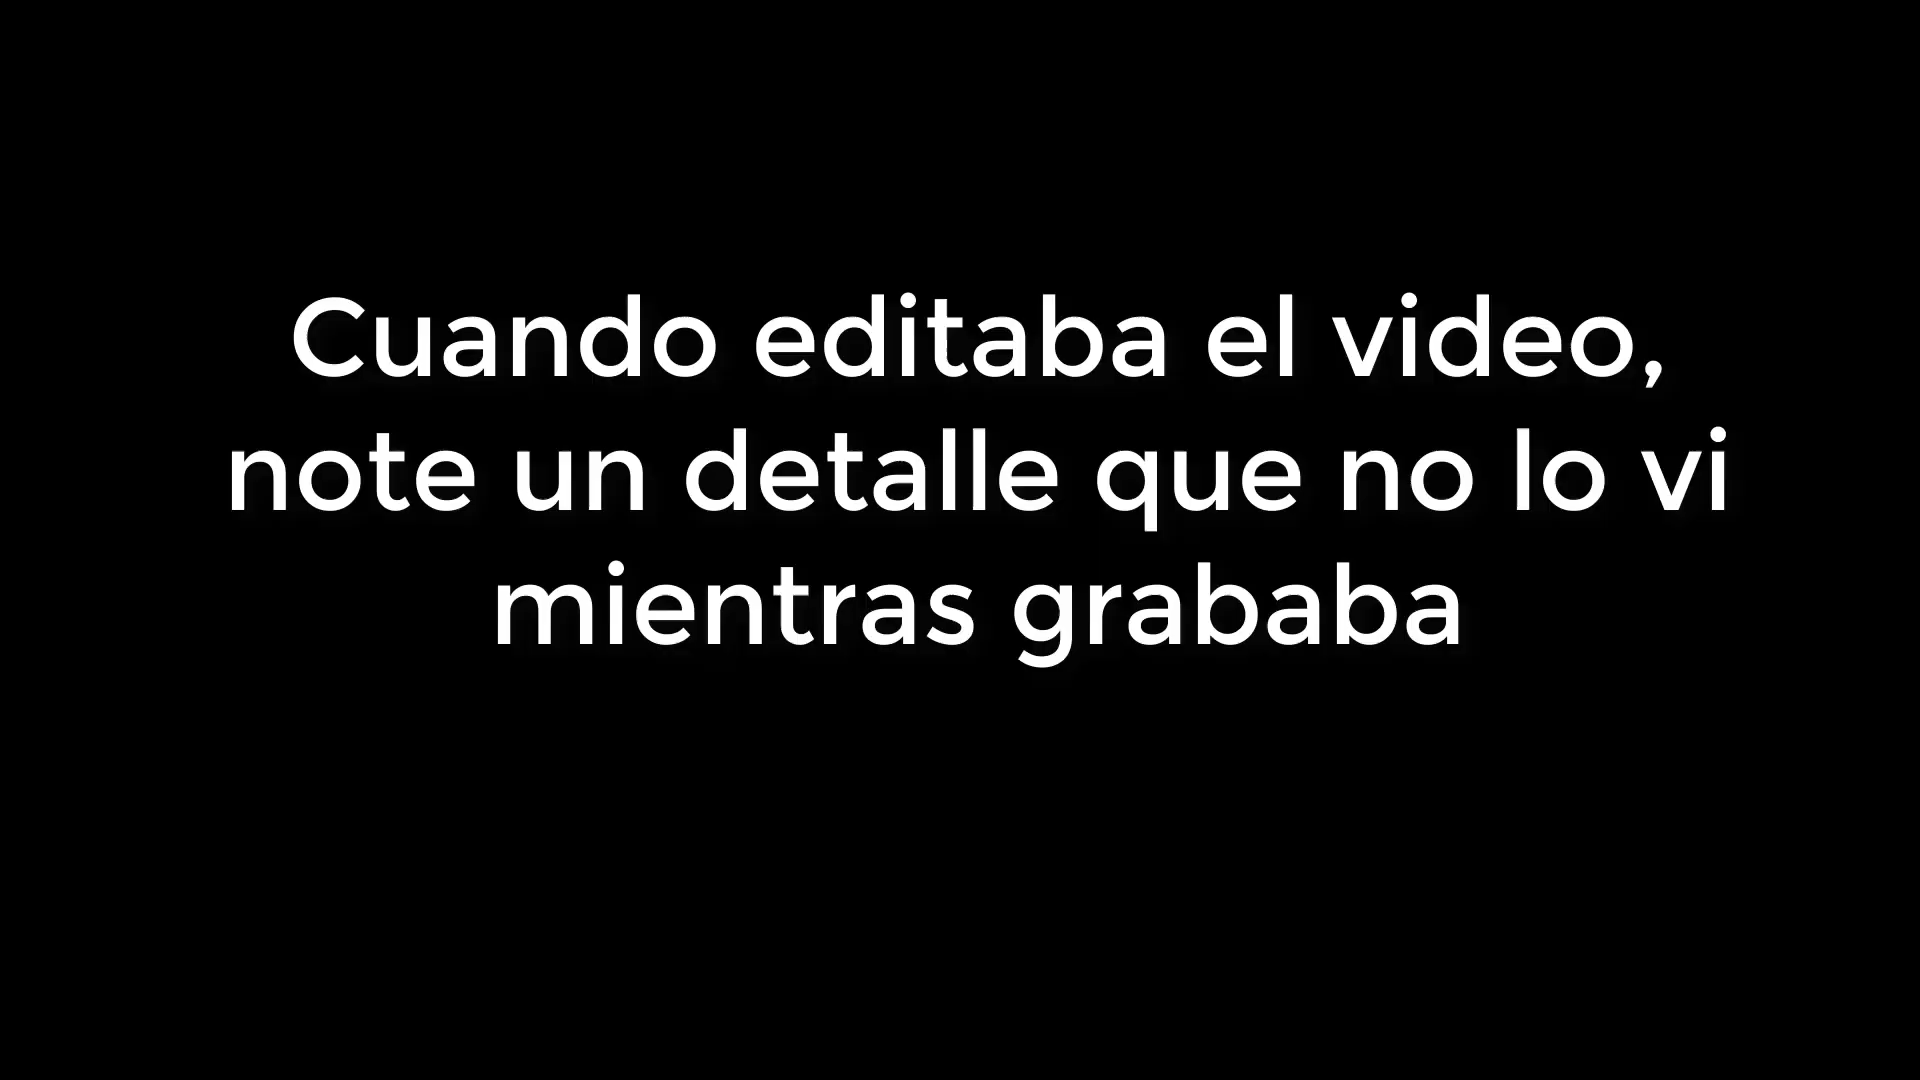 Cuando editaba el video,
note un detalle que no lo vi
mientras grababa